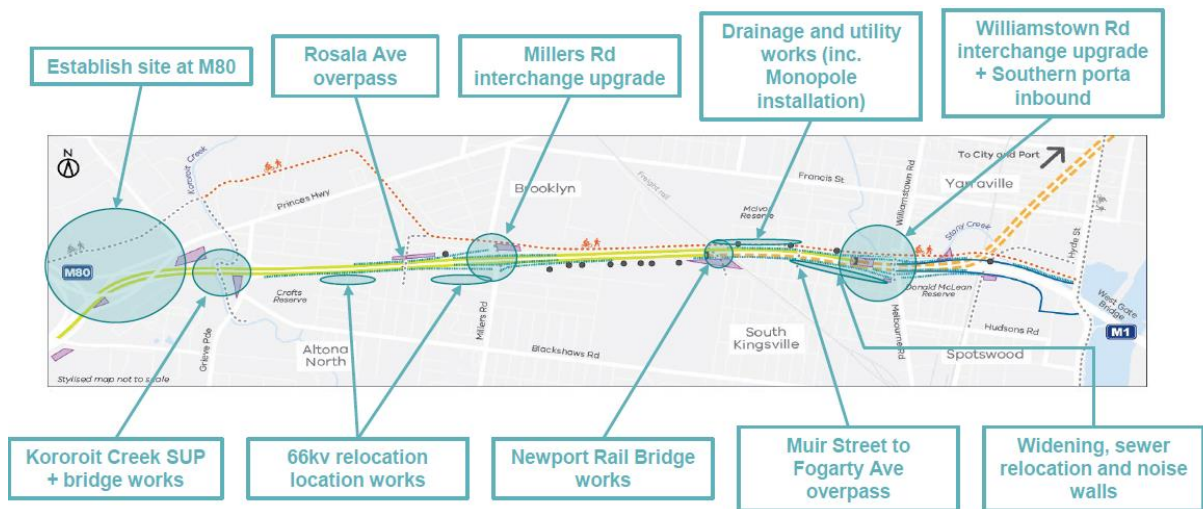 Establish site at M80
Rosala Ave
overpass
Millers Rd
interchange upgrade
Drainage and utility
works (inc.
Monopole
installation)
Williamstown Rd
interchange upgrade
+ Southern porta
inbound
N
Kororoit Creek
Princes Hwy
Brooklyn
Freight rail
McIvor
Reserve
Francis St
Williamstown Rd
To City and Port
Yarraville
Stony Creek
Hyde St
M80
Crofts
Reserve
Grieve Pde
Altona
North
Millers Rd
Blackshaws Rd
South
Kingsville
Melbourne Rd
Donald McLean
Reserve
Hudsons Rd
Spotswood
West Gate
Bridge
M1
Stylised map not to scale
Kororoit Creek SUP
+ bridge works
66kv relocation
location works
Newport Rail Bridge
works
Muir Street to
Fogarty Ave
overpass
Widening, sewer
relocation and noise
walls